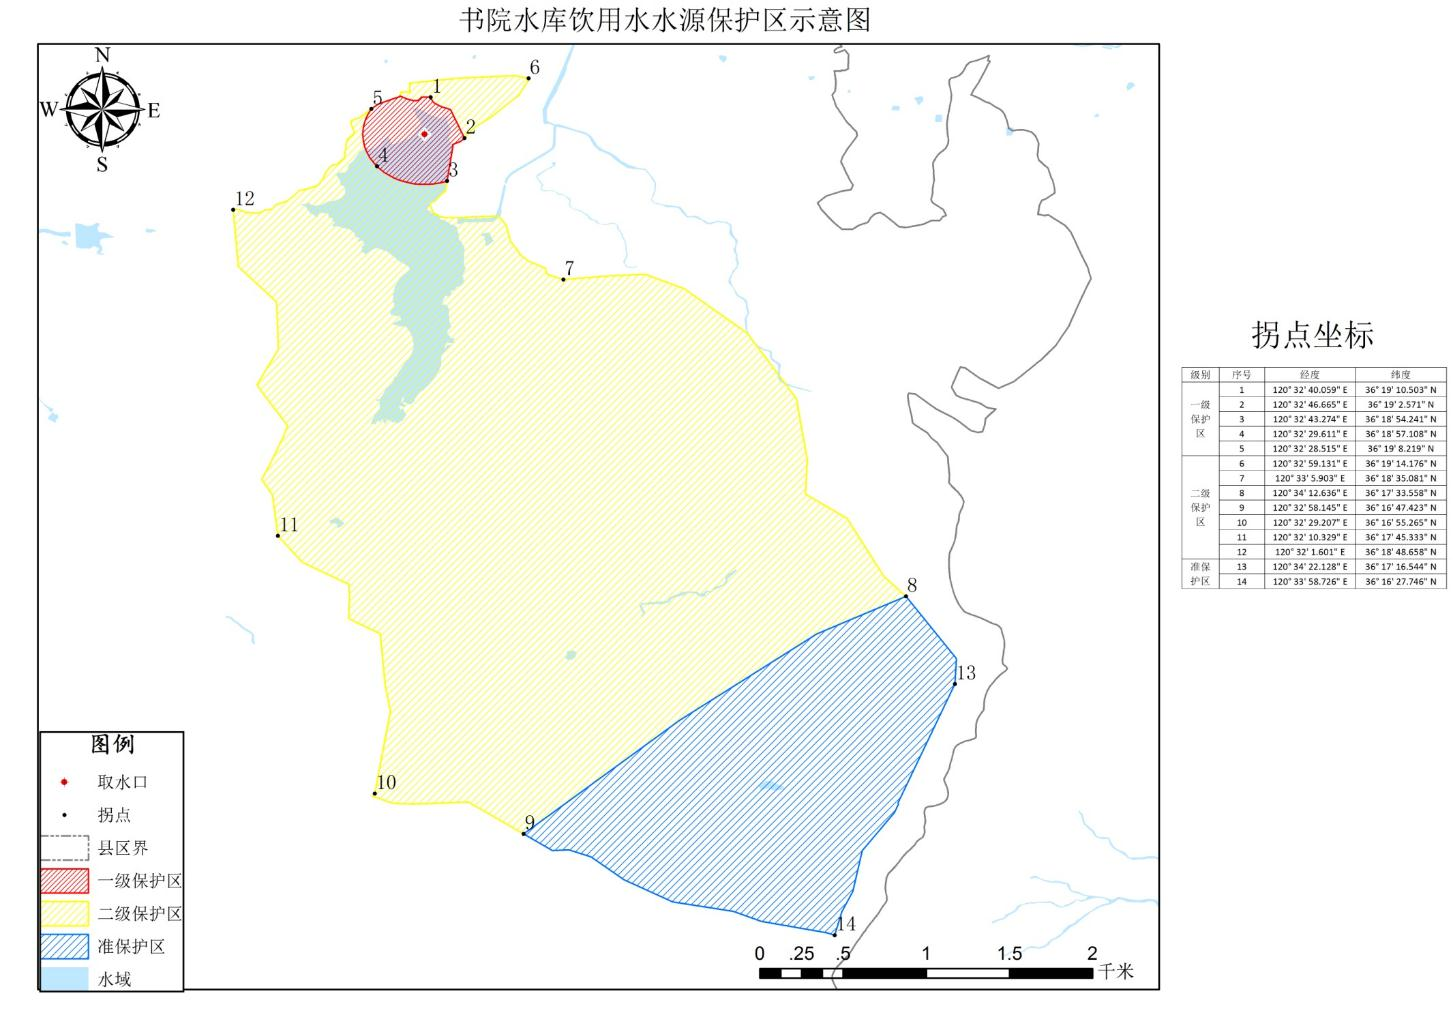 书院水库饮用水水源保护区示意图
N
W E
S
6
1
5
2
4
3
12
7
11
8
13
10
9
14
图例
取水口
拐点
县区界
一级保护区
二级保护区
准保护区
水域
0 .25 .5 1 1.5 2
千米
拐点坐标
级别 序号 经度 纬度
一级保护区
1 120° 32' 40.059" E 36° 19' 10.503" N
2 120° 32' 46.665" E 36° 19' 2.571" N
3 120° 32' 43.274" E 36° 18' 54.241" N
4 120° 32' 29.611" E 36° 18' 57.108" N
5 120° 32' 28.515" E 36° 19' 8.219" N
二级保护区
6 120° 32' 59.131" E 36° 19' 14.176" N
7 120° 33' 5.903" E 36° 18' 35.081" N
8 120° 34' 12.636" E 36° 17' 33.558" N
9 120° 32' 58.145" E 36° 16' 47.423" N
10 120° 32' 29.207" E 36° 16' 55.265" N
11 120° 32' 10.329" E 36° 17' 45.333" N
12 120° 32' 1.601" E 36° 18' 48.658" N
准保护区
13 120° 34' 22.128" E 36° 17' 16.544" N
14 120° 33' 58.726" E 36° 16' 27.746" N